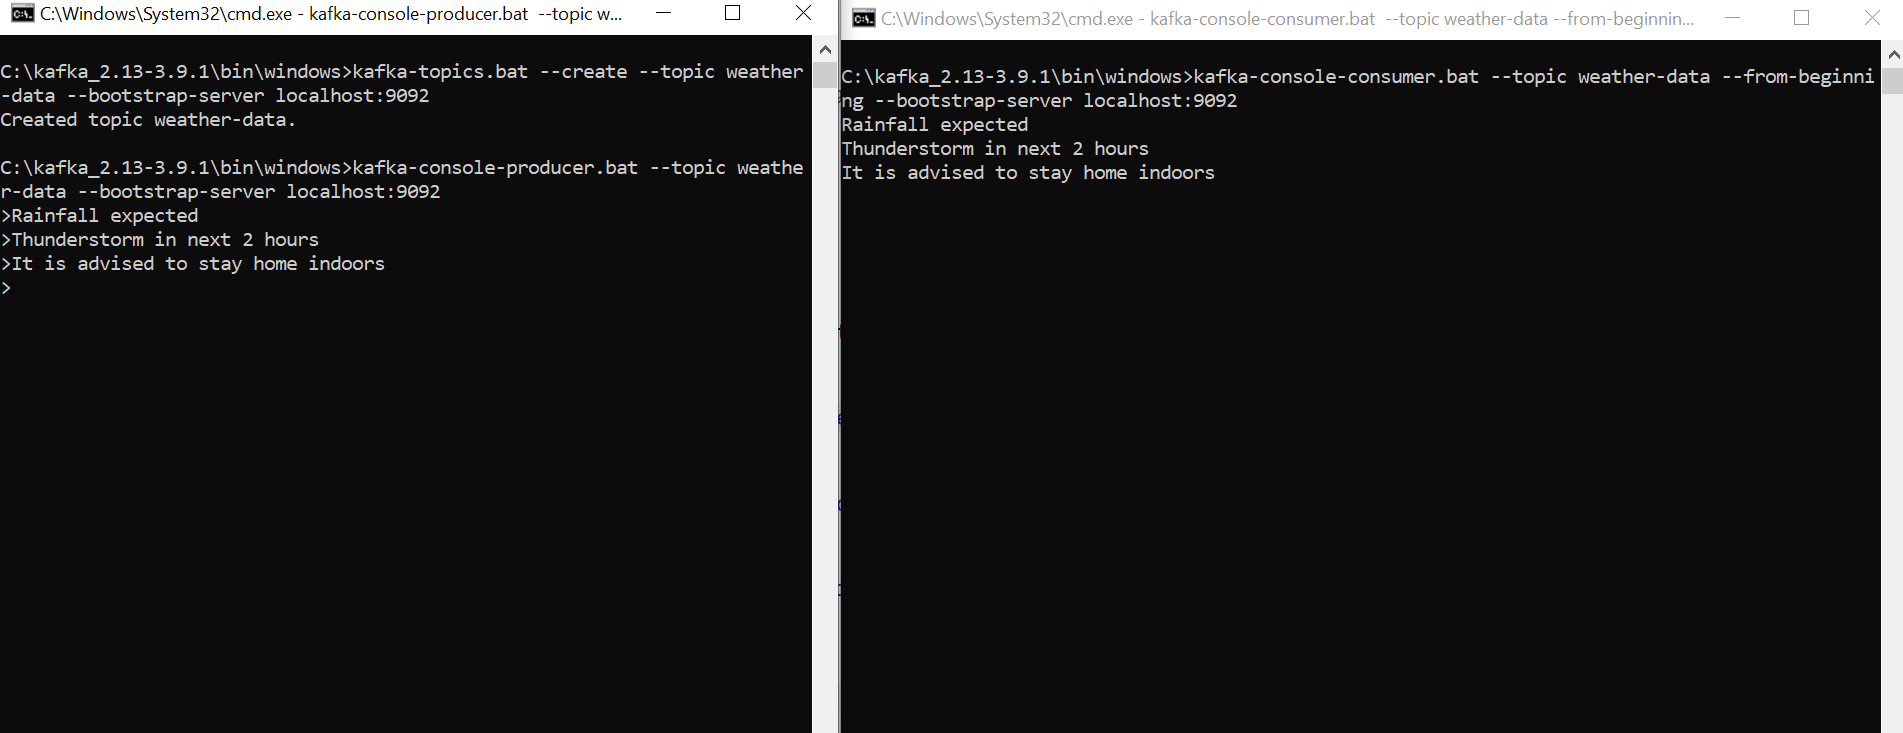 C:\Windows\System32\cmd.exe - kafka-console-producer.bat  --topic w...
C:\kafka_2.13-3.9.1\bin\windows>kafka-topics.bat --create --topic weather
-data --bootstrap-server localhost:9092
Created topic weather-data.
C:\kafka_2.13-3.9.1\bin\windows>kafka-console-producer.bat --topic weathe
r-data --bootstrap-server localhost:9092
>Rainfall expected
>Thunderstorm in next 2 hours
>It is advised to stay home indoors
>
C:\Windows\System32\cmd.exe - kafka-console-consumer.bat  --topic weather-data --from-beginnin...
C:\kafka_2.13-3.9.1\bin\windows>kafka-console-consumer.bat --topic weather-data --from-beginni
ng --bootstrap-server localhost:9092
Rainfall expected
Thunderstorm in next 2 hours
It is advised to stay home indoors